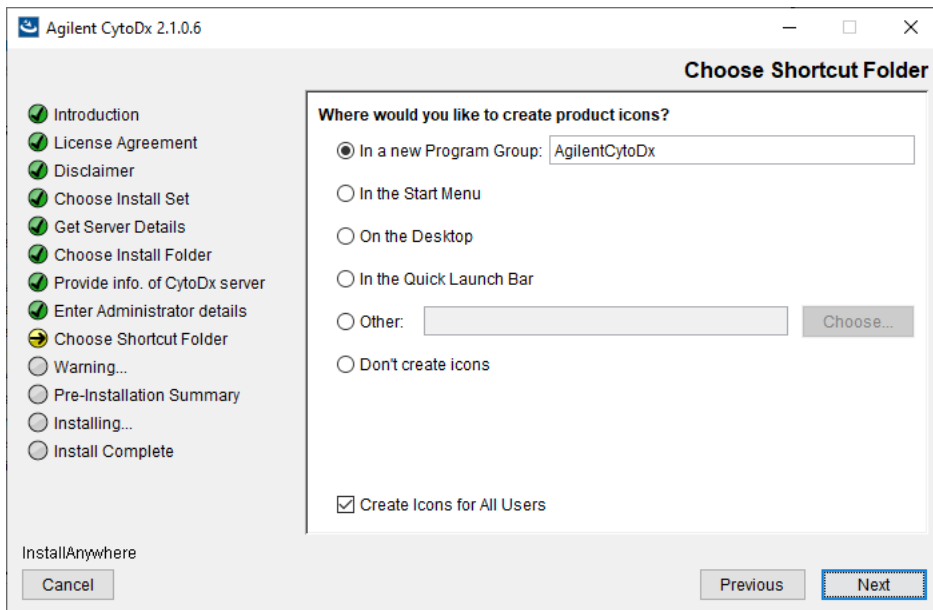 Agilent CytoDx 2.1.0.6
Choose Shortcut Folder
Introduction
License Agreement
Disclaimer
Choose Install Set
Get Server Details
Choose Install Folder
Provide info. of CytoDx server
Enter Administrator details
Choose Shortcut Folder
Warning...
Pre-Installation Summary
Installing...
Install Complete
Where would you like to create product icons?
In a new Program Group: AgilentCytoDx
In the Start Menu
On the Desktop
In the Quick Launch Bar
Other: Choose...
Don't create icons
Create Icons for All Users
InstallAnywhere
Cancel Previous Next